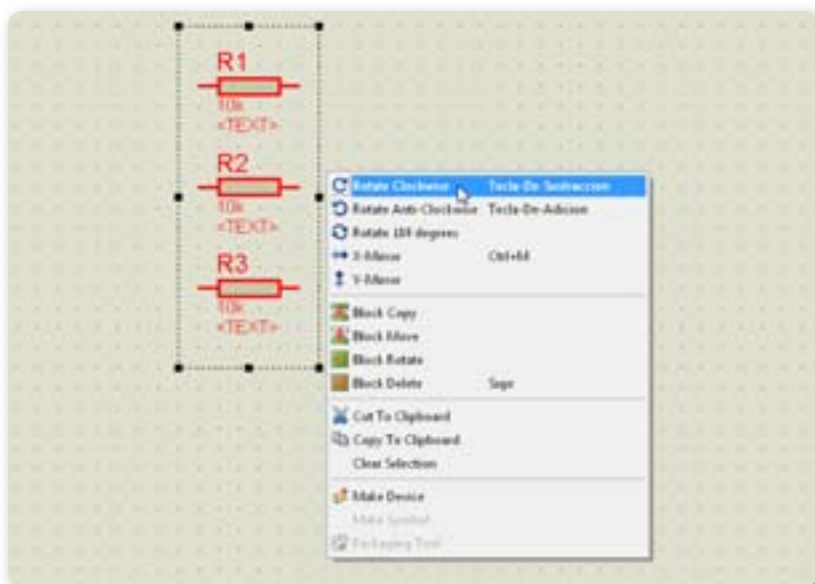 R1
10k
<TEXT>
R2
10k
<TEXT>
R3
10k
<TEXT>
Rotate Clockwise Tecla-De-Sustraccion
Rotate Anti-Clockwise Tecla-De-Adicion
Rotate 180 degrees
X-Mirror Ctrl+M
Y-Mirror
Block Copy
Block Move
Block Rotate
Block Delete Supr
Cut To Clipboard
Copy To Clipboard
Clear Selection
Make Device
Make Symbol
Packaging Tool